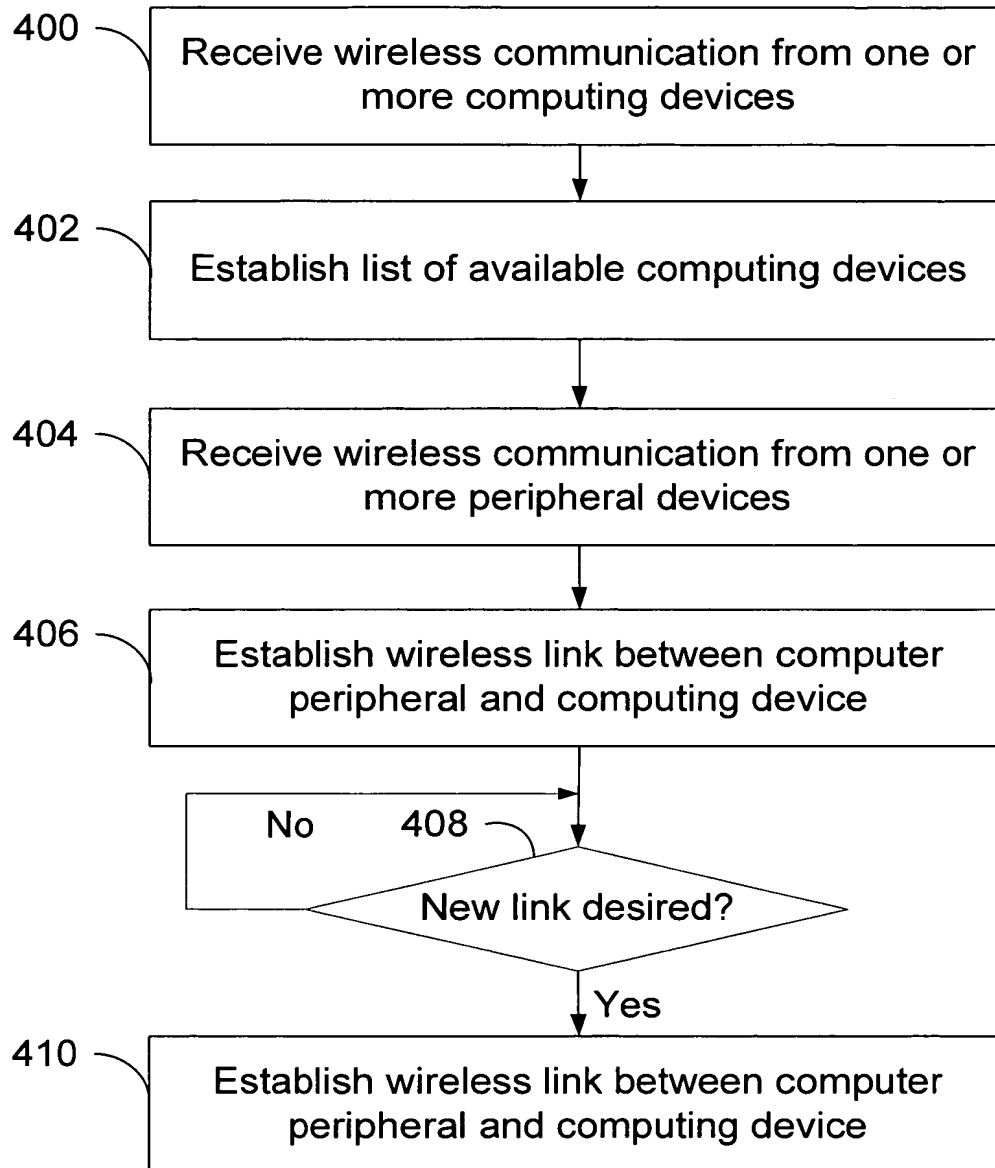 400
Receive wireless communication from one or
more computing devices
402
Establish list of available computing devices
404
Receive wireless communication from one or
more peripheral devices
406
Establish wireless link between computer
peripheral and computing device
No
408
New link desired?
Yes
410
Establish wireless link between computer
peripheral and computing device